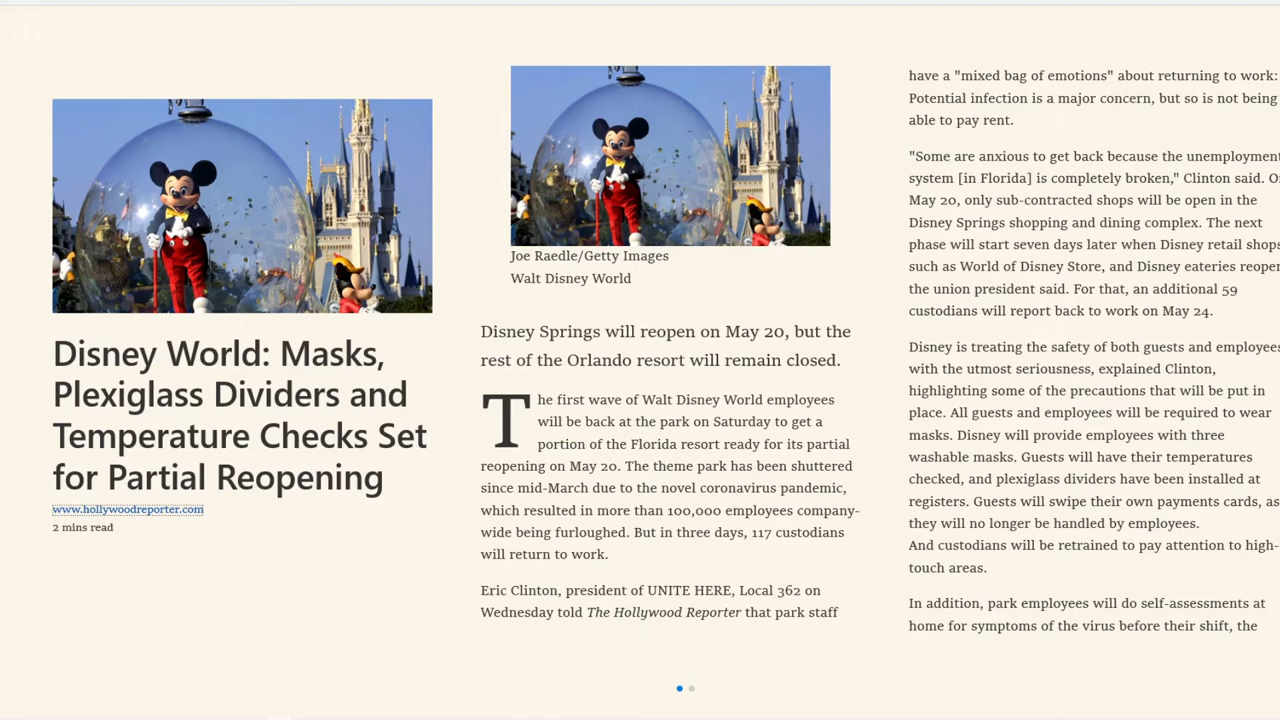 Disney World: Masks,
Plexiglass Dividers and
Temperature Checks Set
for Partial Reopening
www.hollywoodreporter.com
2 mins read
Joe Raedle/Getty Images
Walt Disney World
Disney Springs will reopen on May 20, but the
rest of the Orlando resort will remain closed.
The first wave of Walt Disney World employees
will be back at the park on Saturday to get a
portion of the Florida resort ready for its partial
reopening on May 20. The theme park has been shuttered
since mid-March due to the novel coronavirus pandemic,
which resulted in more than 100,000 employees company-
wide being furloughed. But in three days, 117 custodians
will return to work.
Eric Clinton, president of UNITE HERE, Local 362 on
Wednesday told The Hollywood Reporter that park staff
have a "mixed bag of emotions" about returning to work:
Potential infection is a major concern, but so is not being
able to pay rent.
"Some are anxious to get back because the unemployment
system [in Florida] is completely broken," Clinton said.
May 20, only sub-contracted shops will be open in the
Disney Springs shopping and dining complex. The next
phase will start seven days later when Disney retail shops
such as World of Disney Store, and Disney eateries reopen
the union president said. For that, an additional 59
custodians will report back to work on May 24.
Disney is treating the safety of both guests and employees
with the utmost seriousness, explained Clinton,
highlighting some of the precautions that will be put in
place. All guests and employees will be required to wear
masks. Disney will provide employees with three
washable masks. Guests will have their temperatures
checked, and plexiglass dividers have been installed at
registers. Guests will swipe their own payments cards, as
they will no longer be handled by employees.
And custodians will be retrained to pay attention to high-
touch areas.
In addition, park employees will do self-assessments at
home for symptoms of the virus before their shift, the